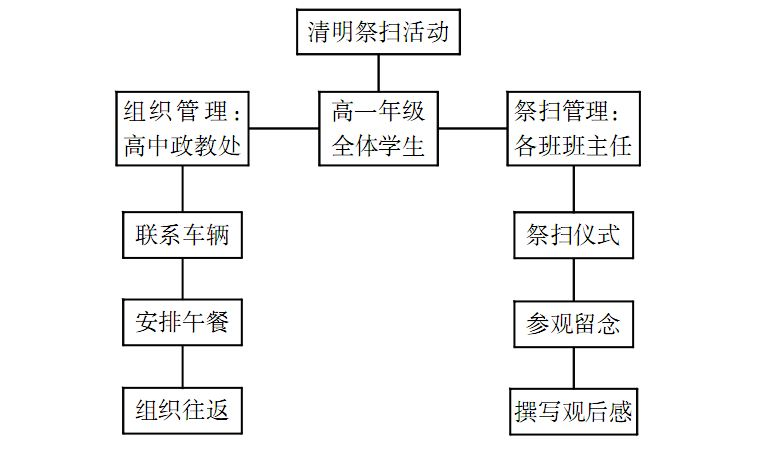 清明祭扫活动
组织管理：
高中政教处
高一年级
全体学生
祭扫管理：
各班班主任
联系车辆
祭扫仪式
安排午餐
参观留念
组织往返
撰写观后感